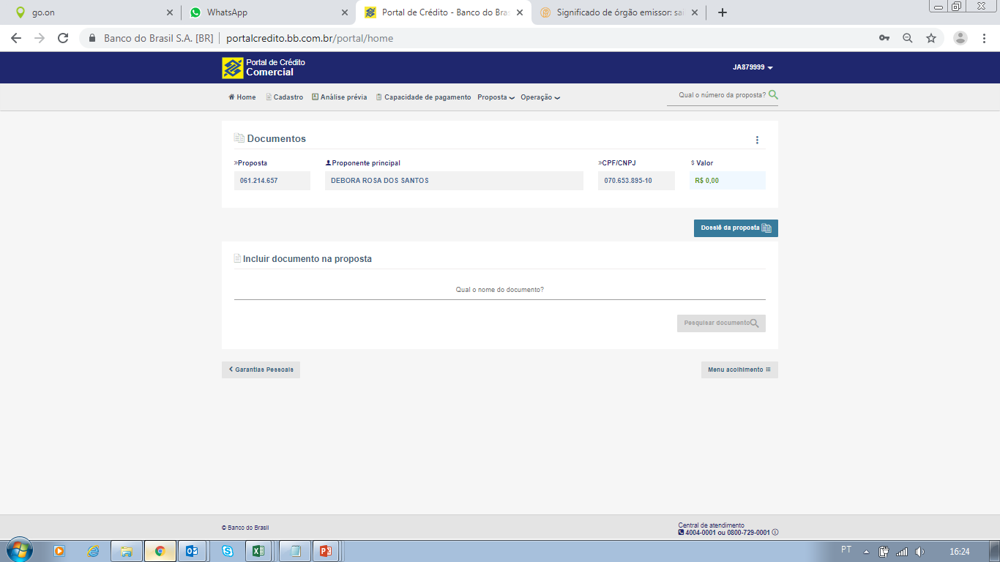 go.on
WhatsApp
Portal de Crédito - Banco do Bras
Significado de órgão emissor: sai
Banco do Brasil S.A. [BR] portalcredito.bb.com.br/portal/home
Portal de Crédito
Comercial
JA879999
Home Cadastro Análise prévia Capacidade de pagamento Proposta Operação
Qual o número da proposta?
Documentos
»Proposta Proponente principal »CPF/CNPJ $ Valor
061.214.657 DEBORA ROSA DOS SANTOS 070.653.895-10 R$ 0,00
Dossiê da proposta
Incluir documento na proposta
Qual o nome do documento?
Pesquisar documento
Garantias Pessoais Menu acolhimento
© Banco do Brasil
Central de atendimento
4004-0001 ou 0800-729-0001
PT 16:24